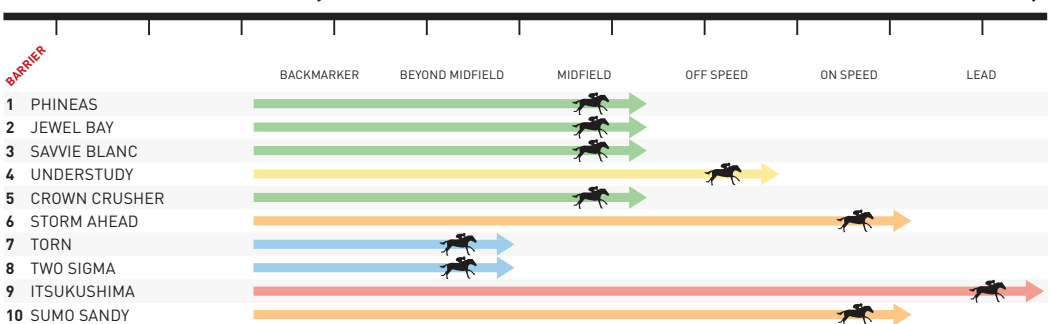 BARRIER
BACKMARKER BEYOND MIDFIELD MIDFIELD OFF SPEED ON SPEED LEAD
1 PHINEAS
2 JEWEL BAY
3 SAVVIE BLANC
4 UNDERSTUDY
5 CROWN CRUSHER
6 STORM AHEAD
7 TORN
8 TWO SIGMA
9 ITSUKUSHIMA
10 SUMO SANDY